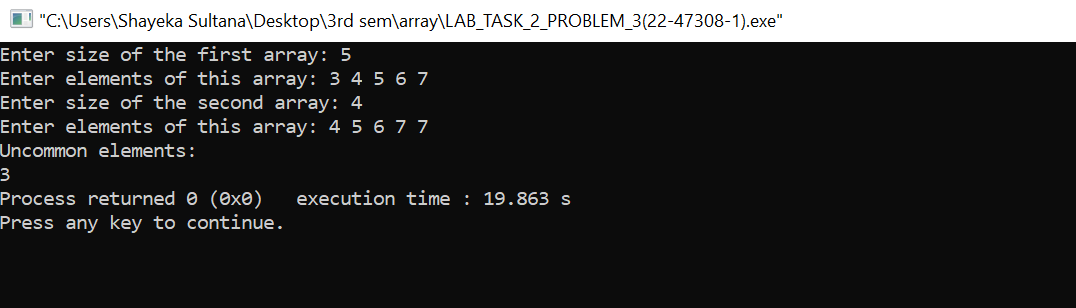 "C:\Users\Shayeka Sultana\Desktop\3rd sem\array\LAB_TASK_2_PROBLEM_3(22-47308-1).exe"
Enter size of the first array: 5
Enter elements of this array: 3 4 5 6 7
Enter size of the second array: 4
Enter elements of this array: 4 5 6 7 7
Uncommon elements:
3
Process returned 0 (0x0)   execution time : 19.863 s
Press any key to continue.